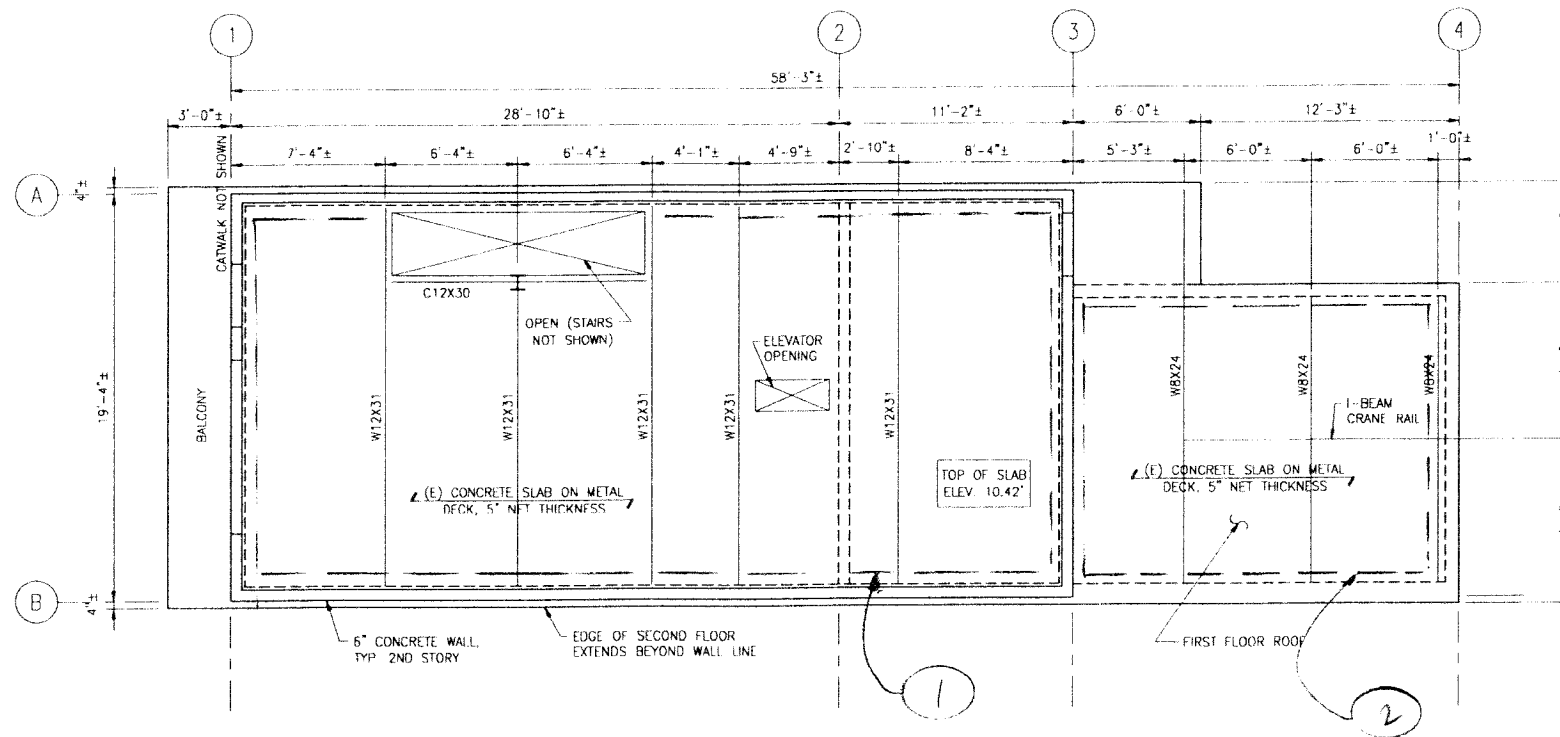 1
2
3
4
58'-3"±
3'-0"±
28'-10"±
11'-2"±
6'-0"±
12'-3"±
7'-4"±
6'-4"±
6'-4"±
4'-1"±
4'-9"±
2'-10"±
8'-4"±
5'-3"±
6'-0"±
6'-0"±
1'-0"±
A
4"±
CATWALK NOT SHOWN
C12X30
OPEN (STAIRS
NOT SHOWN)
ELEVATOR
OPENING
19'-4"±
BALCONY
W12X31
W12X31
W12X31
W12X31
W12X31
W8X24
W8X24
W8X24
I-BEAM
CRANE RAIL
(E) CONCRETE SLAB ON METAL
DECK, 5" NET THICKNESS
TOP OF SLAB
ELEV. 10.42'
(E) CONCRETE SLAB ON METAL
DECK, 5" NET THICKNESS
B
4"±
6" CONCRETE WALL,
TYP 2ND STORY
EDGE OF SECOND FLOOR
EXTENDS BEYOND WALL LINE
FIRST FLOOR ROOF
1
2